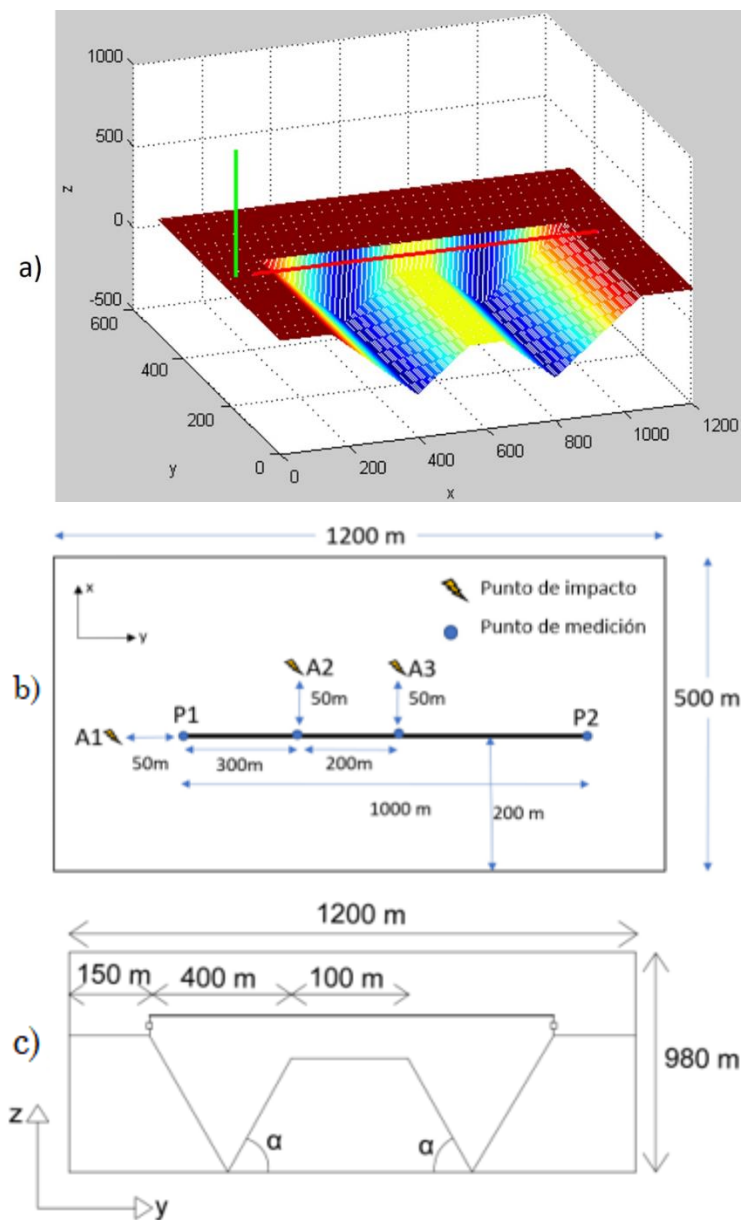 a)
1000
500
0
-500
z
600
400
200
0
y
0
200
400
600
800
1000
1200
x
b)
1200 m
x
y
Punto de impacto
Punto de medición
A2
A3
50m
50m
500 m
P1
P2
A1
50m
300m
200m
1000 m
200 m
c)
1200 m
150 m
400 m
100 m
980 m
α
α
z
y